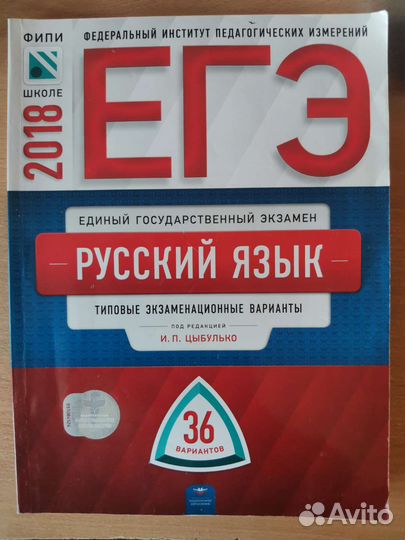 ФИПИ
ШКОЛЕ
ФЕДЕРАЛЬНЫЙ ИНСТИТУТ ПЕДАГОГИЧЕСКИХ ИЗМЕРЕНИЙ
2018
ЕГЭ
ЕДИНЫЙ ГОСУДАРСТВЕННЫЙ ЭКЗАМЕН
РУССКИЙ ЯЗЫК
ТИПОВЫЕ ЭКЗАМЕНАЦИОННЫЕ ВАРИАНТЫ
ПОД РЕДАКЦИЕЙ
И. П. ЦЫБУЛЬКО
36
ВАРИАНТОВ
Avito